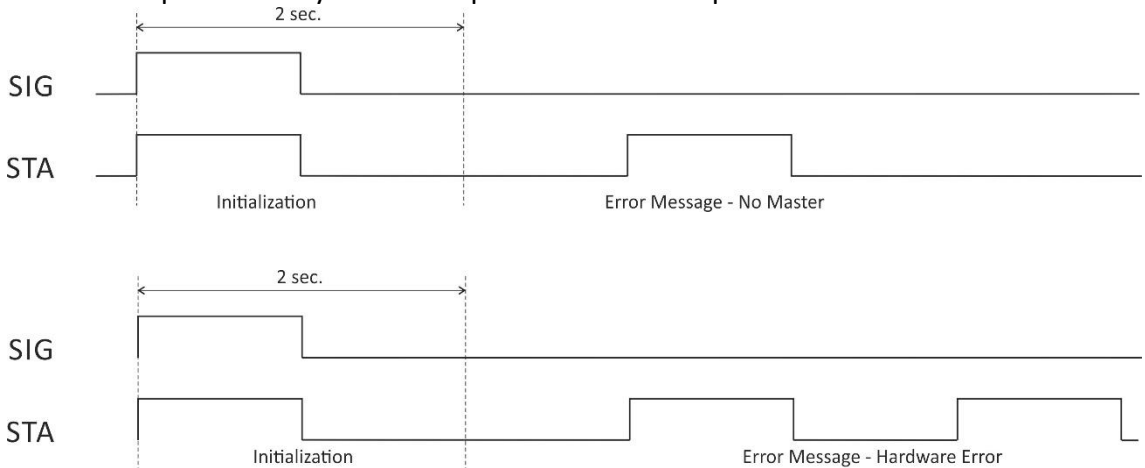 2 sec.
SIG
STA
Initialization Error Message - No Master
2 sec.
SIG
STA
Initialization Error Message - Hardware Error